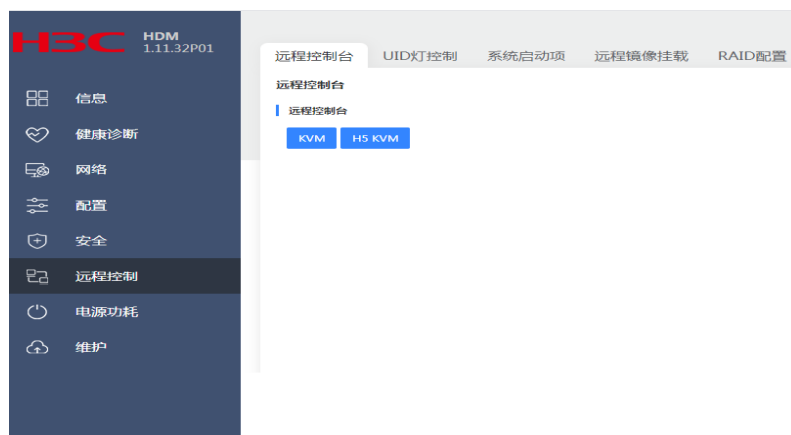 H3C
HDM
1.11.32P01
信息
健康诊断
网络
配置
安全
远程控制
电源功耗
维护
远程控制台 UID灯控制 系统启动项 远程镜像挂载 RAID配置
远程控制台
远程控制台
KVM H5 KVM